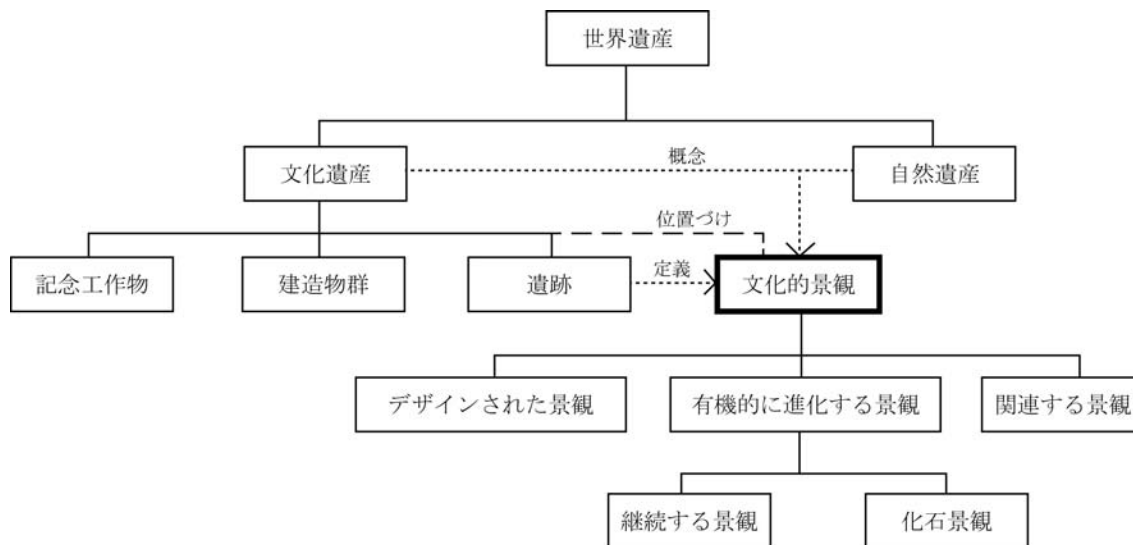 世界遺産
文化遺産
概念
自然遺産
位置づけ
記念工作物
建造物群
遺跡
定義
文化的景観
デザインされた景観
有機的に進化する景観
関連する景観
継続する景観
化石景観